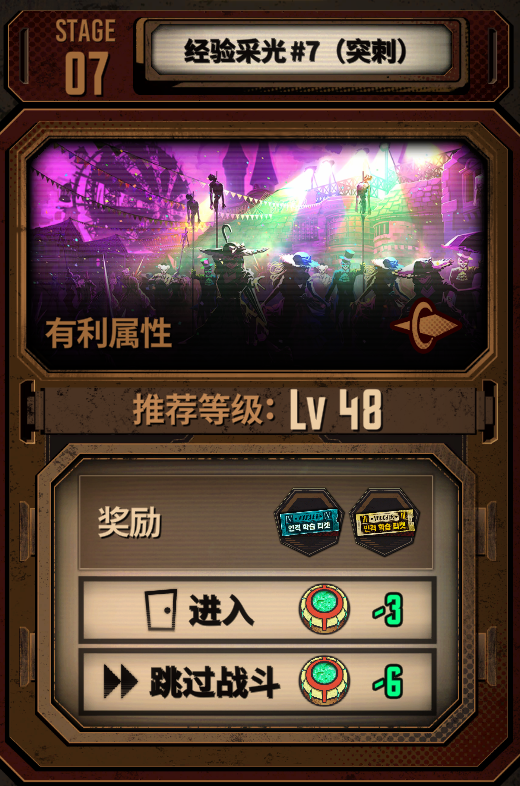 STAGE
07
经验采光 #7（突刺）
有利属性
推荐等级: Lv 48
奖励
인격 학습 티켓
인격 학습 티켓
进入 -3
跳过战斗 -6